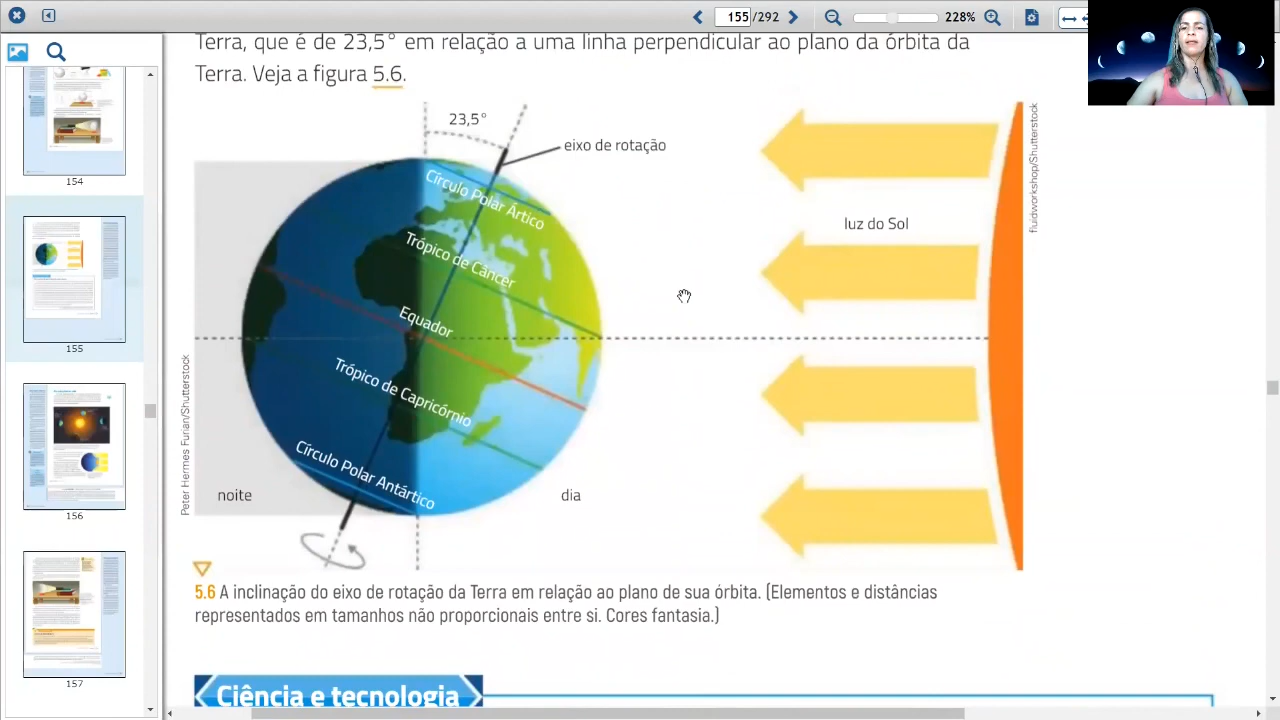 155 /292
228%
Terra, que é de 23,5° em relação a uma linha perpendicular ao plano da órbita da
Terra. Veja a figura 5.6.
23,5°
eixo de rotação
luz do Sol
fluidworkshop/Shutterstock
Círculo Polar Ártico
Trópico de Câncer
Equador
Trópico de Capricórnio
Círculo Polar Antártico
noite
dia
Peter Hermes Furian/Shutterstock
5.6 A inclinação do eixo de rotação da Terra em relação ao plano de sua órbita. (Elementos e distâncias
representados em tamanhos não proporcionais entre si. Cores fantasia.)
Ciência e tecnologia
154
155
156
157